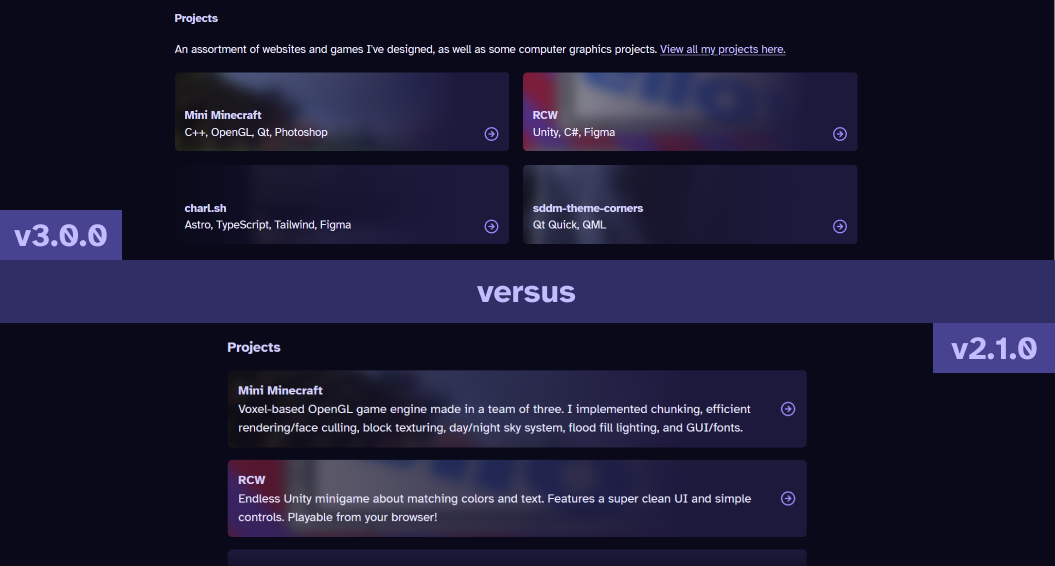 Projects
An assortment of websites and games I've designed, as well as some computer graphics projects. View all my projects here.
Mini Minecraft
C++, OpenGL, Qt, Photoshop
RCW
Unity, C#, Figma
charl.sh
Astro, TypeScript, Tailwind, Figma
sddm-theme-corners
Qt Quick, QML
v3.0.0
versus
v2.1.0
Projects
Mini Minecraft
Voxel-based OpenGL game engine made in a team of three. I implemented chunking, efficient
rendering/face culling, block texturing, day/night sky system, flood fill lighting, and GUI/fonts.
RCW
Endless Unity minigame about matching colors and text. Features a super clean UI and simple
controls. Playable from your browser!